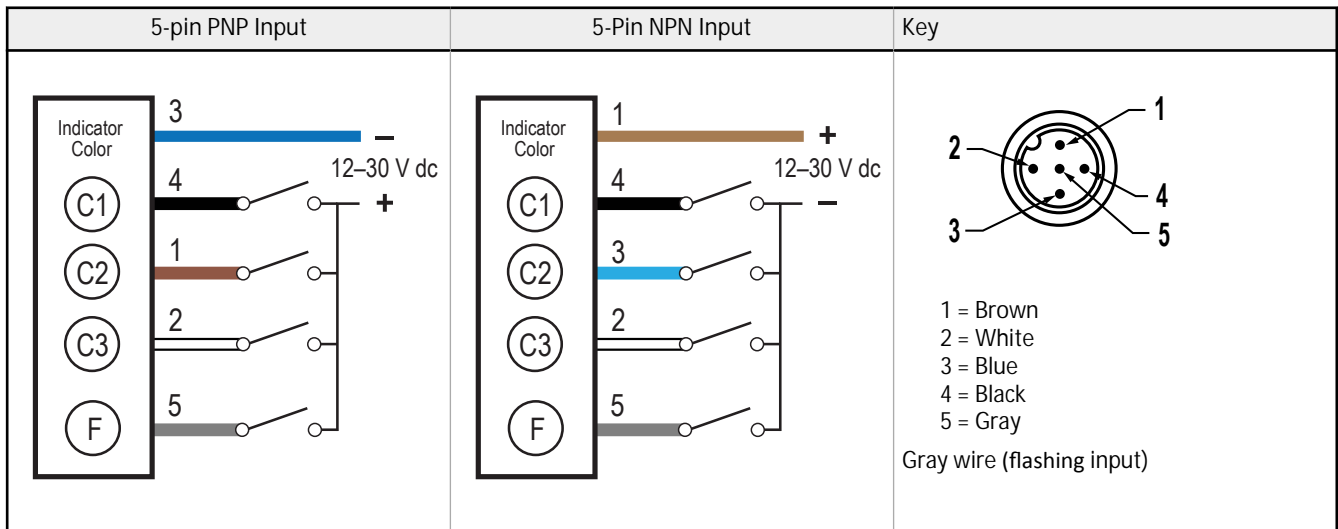 5-pin PNP Input
5-Pin NPN Input
Key
Indicator
Color
3
–
12–30 V dc
C1
4
+
C2
1
C3
2
F
5
Indicator
Color
1
+
12–30 V dc
C1
4
–
C2
3
C3
2
F
5
1
2
4
3
5
1 = Brown
2 = White
3 = Blue
4 = Black
5 = Gray
Gray wire (flashing input)